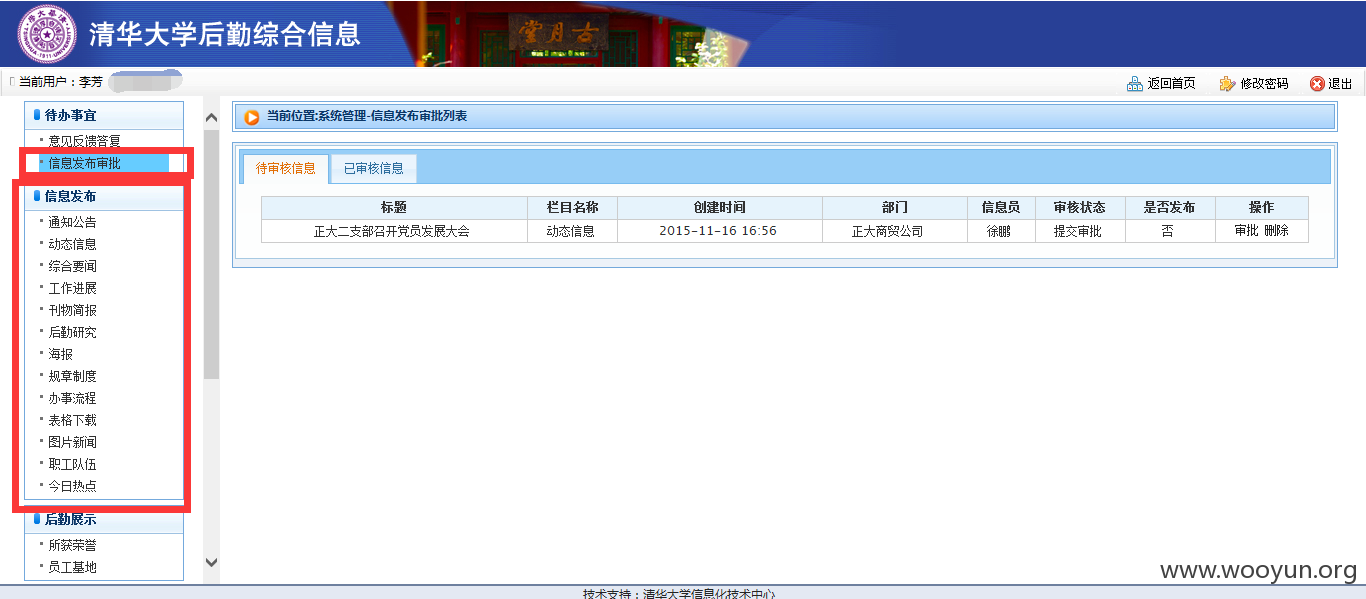 清华大学后勤综合信息
古月堂
当前用户：李芳
返回首页 修改密码 退出
待办事宜
意见反馈答复
信息发布审批
信息发布
通知公告
动态信息
综合要闻
工作进展
刊物简报
后勤研究
海报
规章制度
办事流程
表格下载
图片新闻
职工队伍
今日热点
后勤展示
所获荣誉
员工基地
当前位置:系统管理-信息发布审批列表
待审核信息 已审核信息
标题 栏目名称 创建时间 部门 信息员 审核状态 是否发布 操作
正大二支部召开党员发展大会 动态信息 2015-11-16 16:56 正大商贸公司 徐鹏 提交审批 否 审批 删除
www.wooyun.org
技术支持：清华大学信息化技术中心